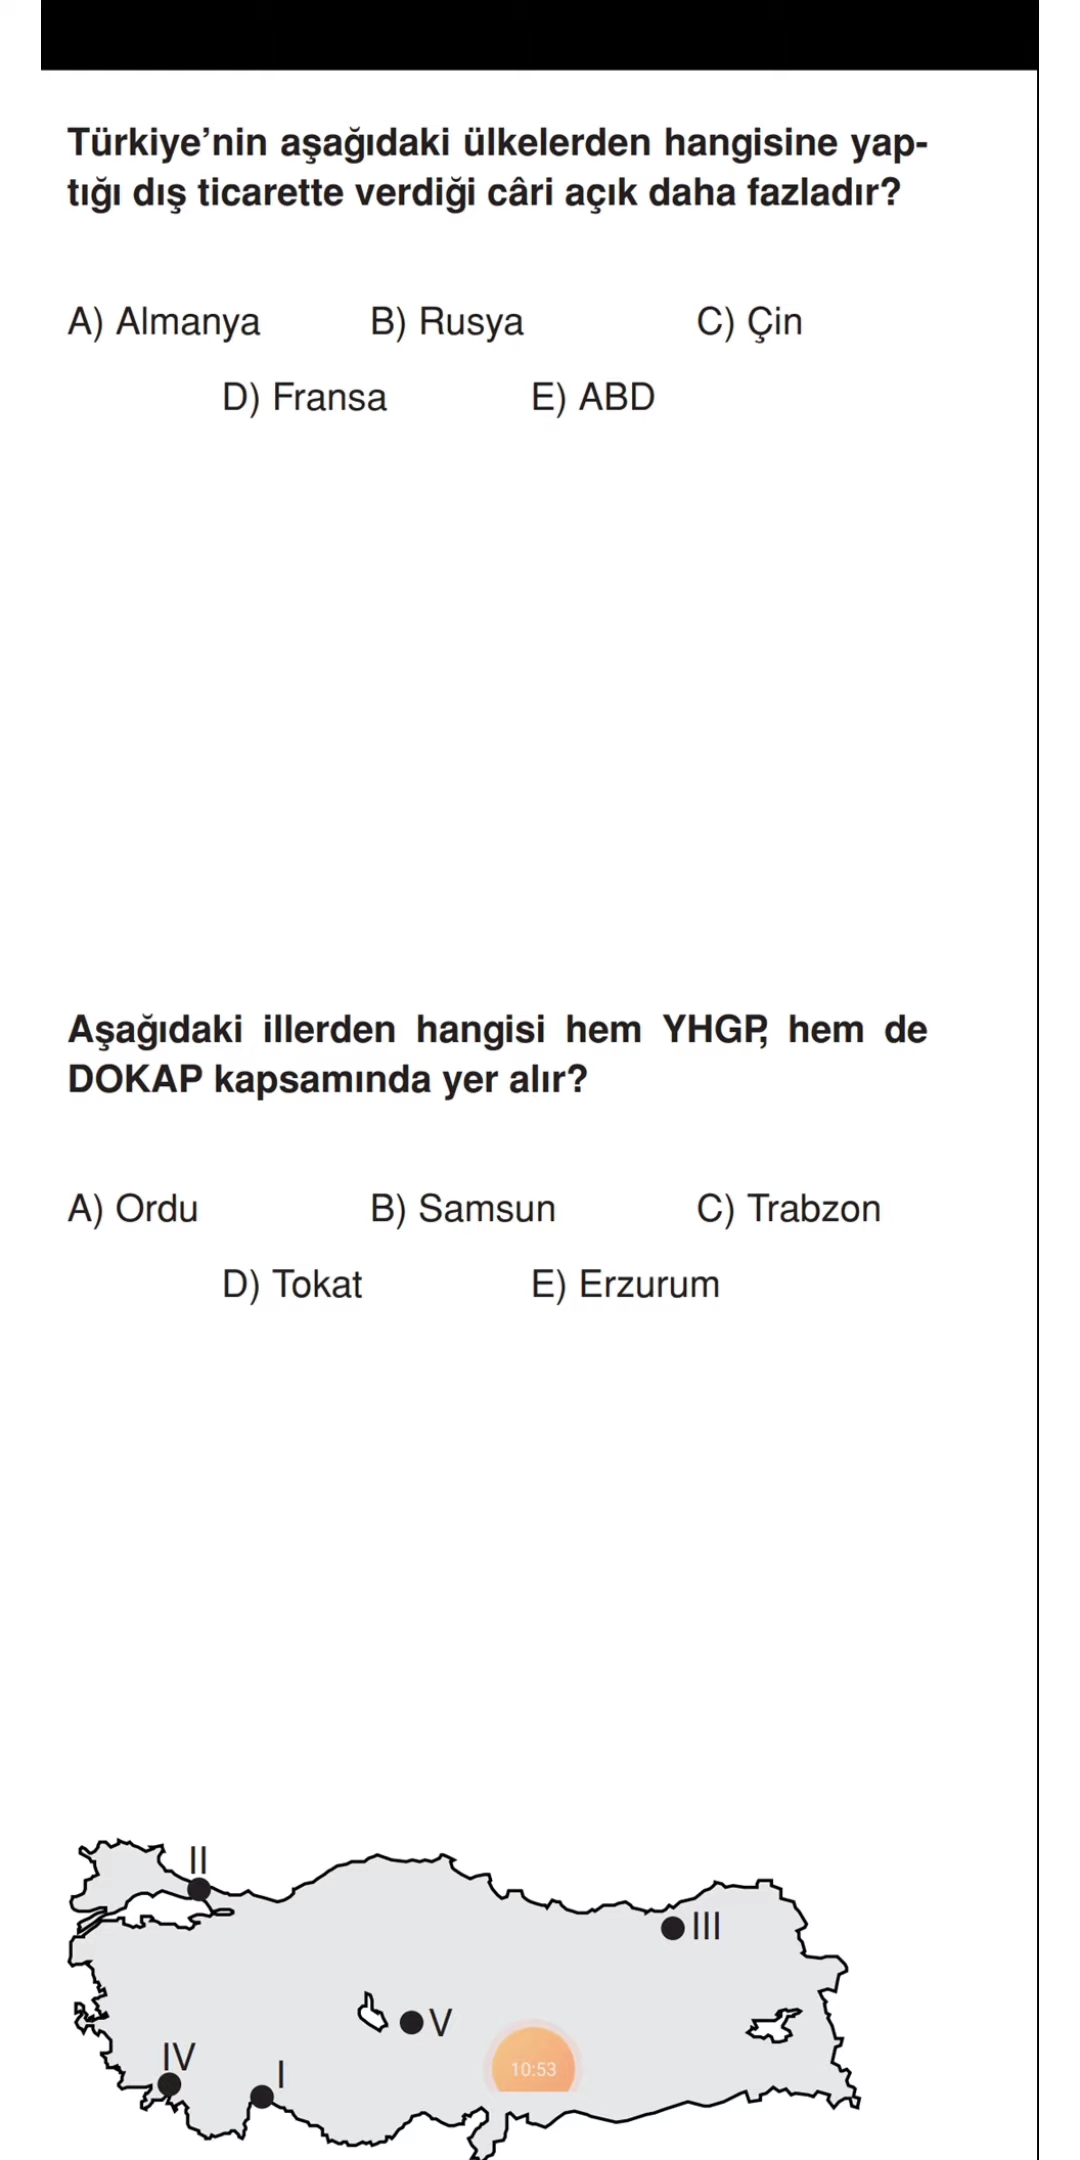 Türkiye’nin aşağıdaki ülkelerden hangisine yap-
tığı dış ticarette verdiği câri açık daha fazladır?
A) Almanya B) Rusya C) Çin
D) Fransa E) ABD
Aşağıdaki illerden hangisi hem YHGP, hem de
DOKAP kapsamında yer alır?
A) Ordu B) Samsun C) Trabzon
D) Tokat E) Erzurum
II
III
V
IV
I
10:53